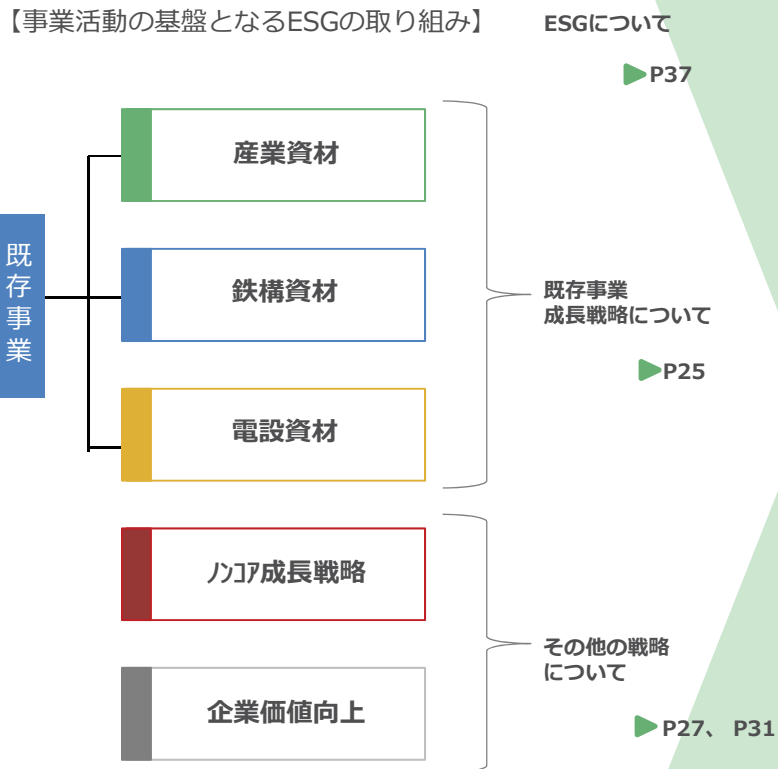 【事業活動の基盤となるESGの取り組み】
ESGについて
P37
既存事業
産業資材
鉄構資材
電設資材
既存事業
成長戦略について
P25
ﾉﾝｺｱ成長戦略
企業価値向上
その他の戦略
について
P27、 P31